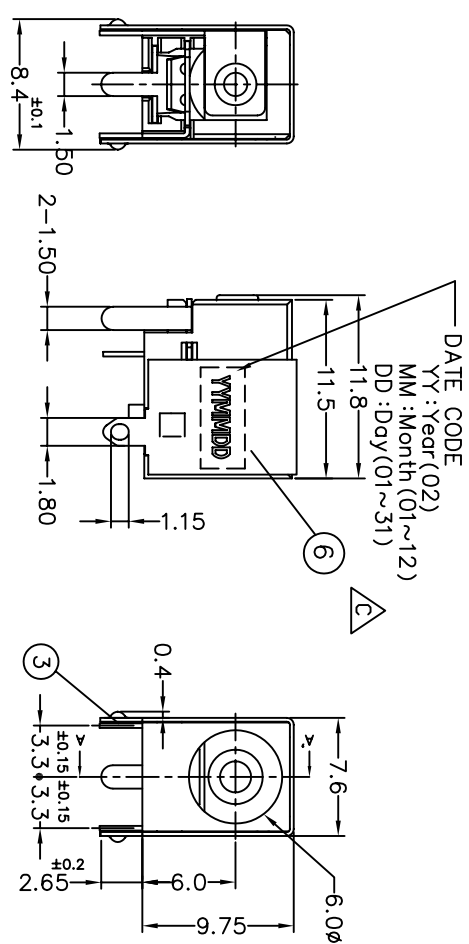 8.4 ±0.1
1.50
2-1.50
DATE CODE
YY :Year(02)
MM :Month(01~12)
DD :Day(01~31)
11.8
11.5
YYMMDD
6
C
1.15
1.80
0.4
3
A
A'
7.6
3.3 ±0.15
3.3 ±0.15
6.0ø
2.65 ±0.2
6.0
9.75